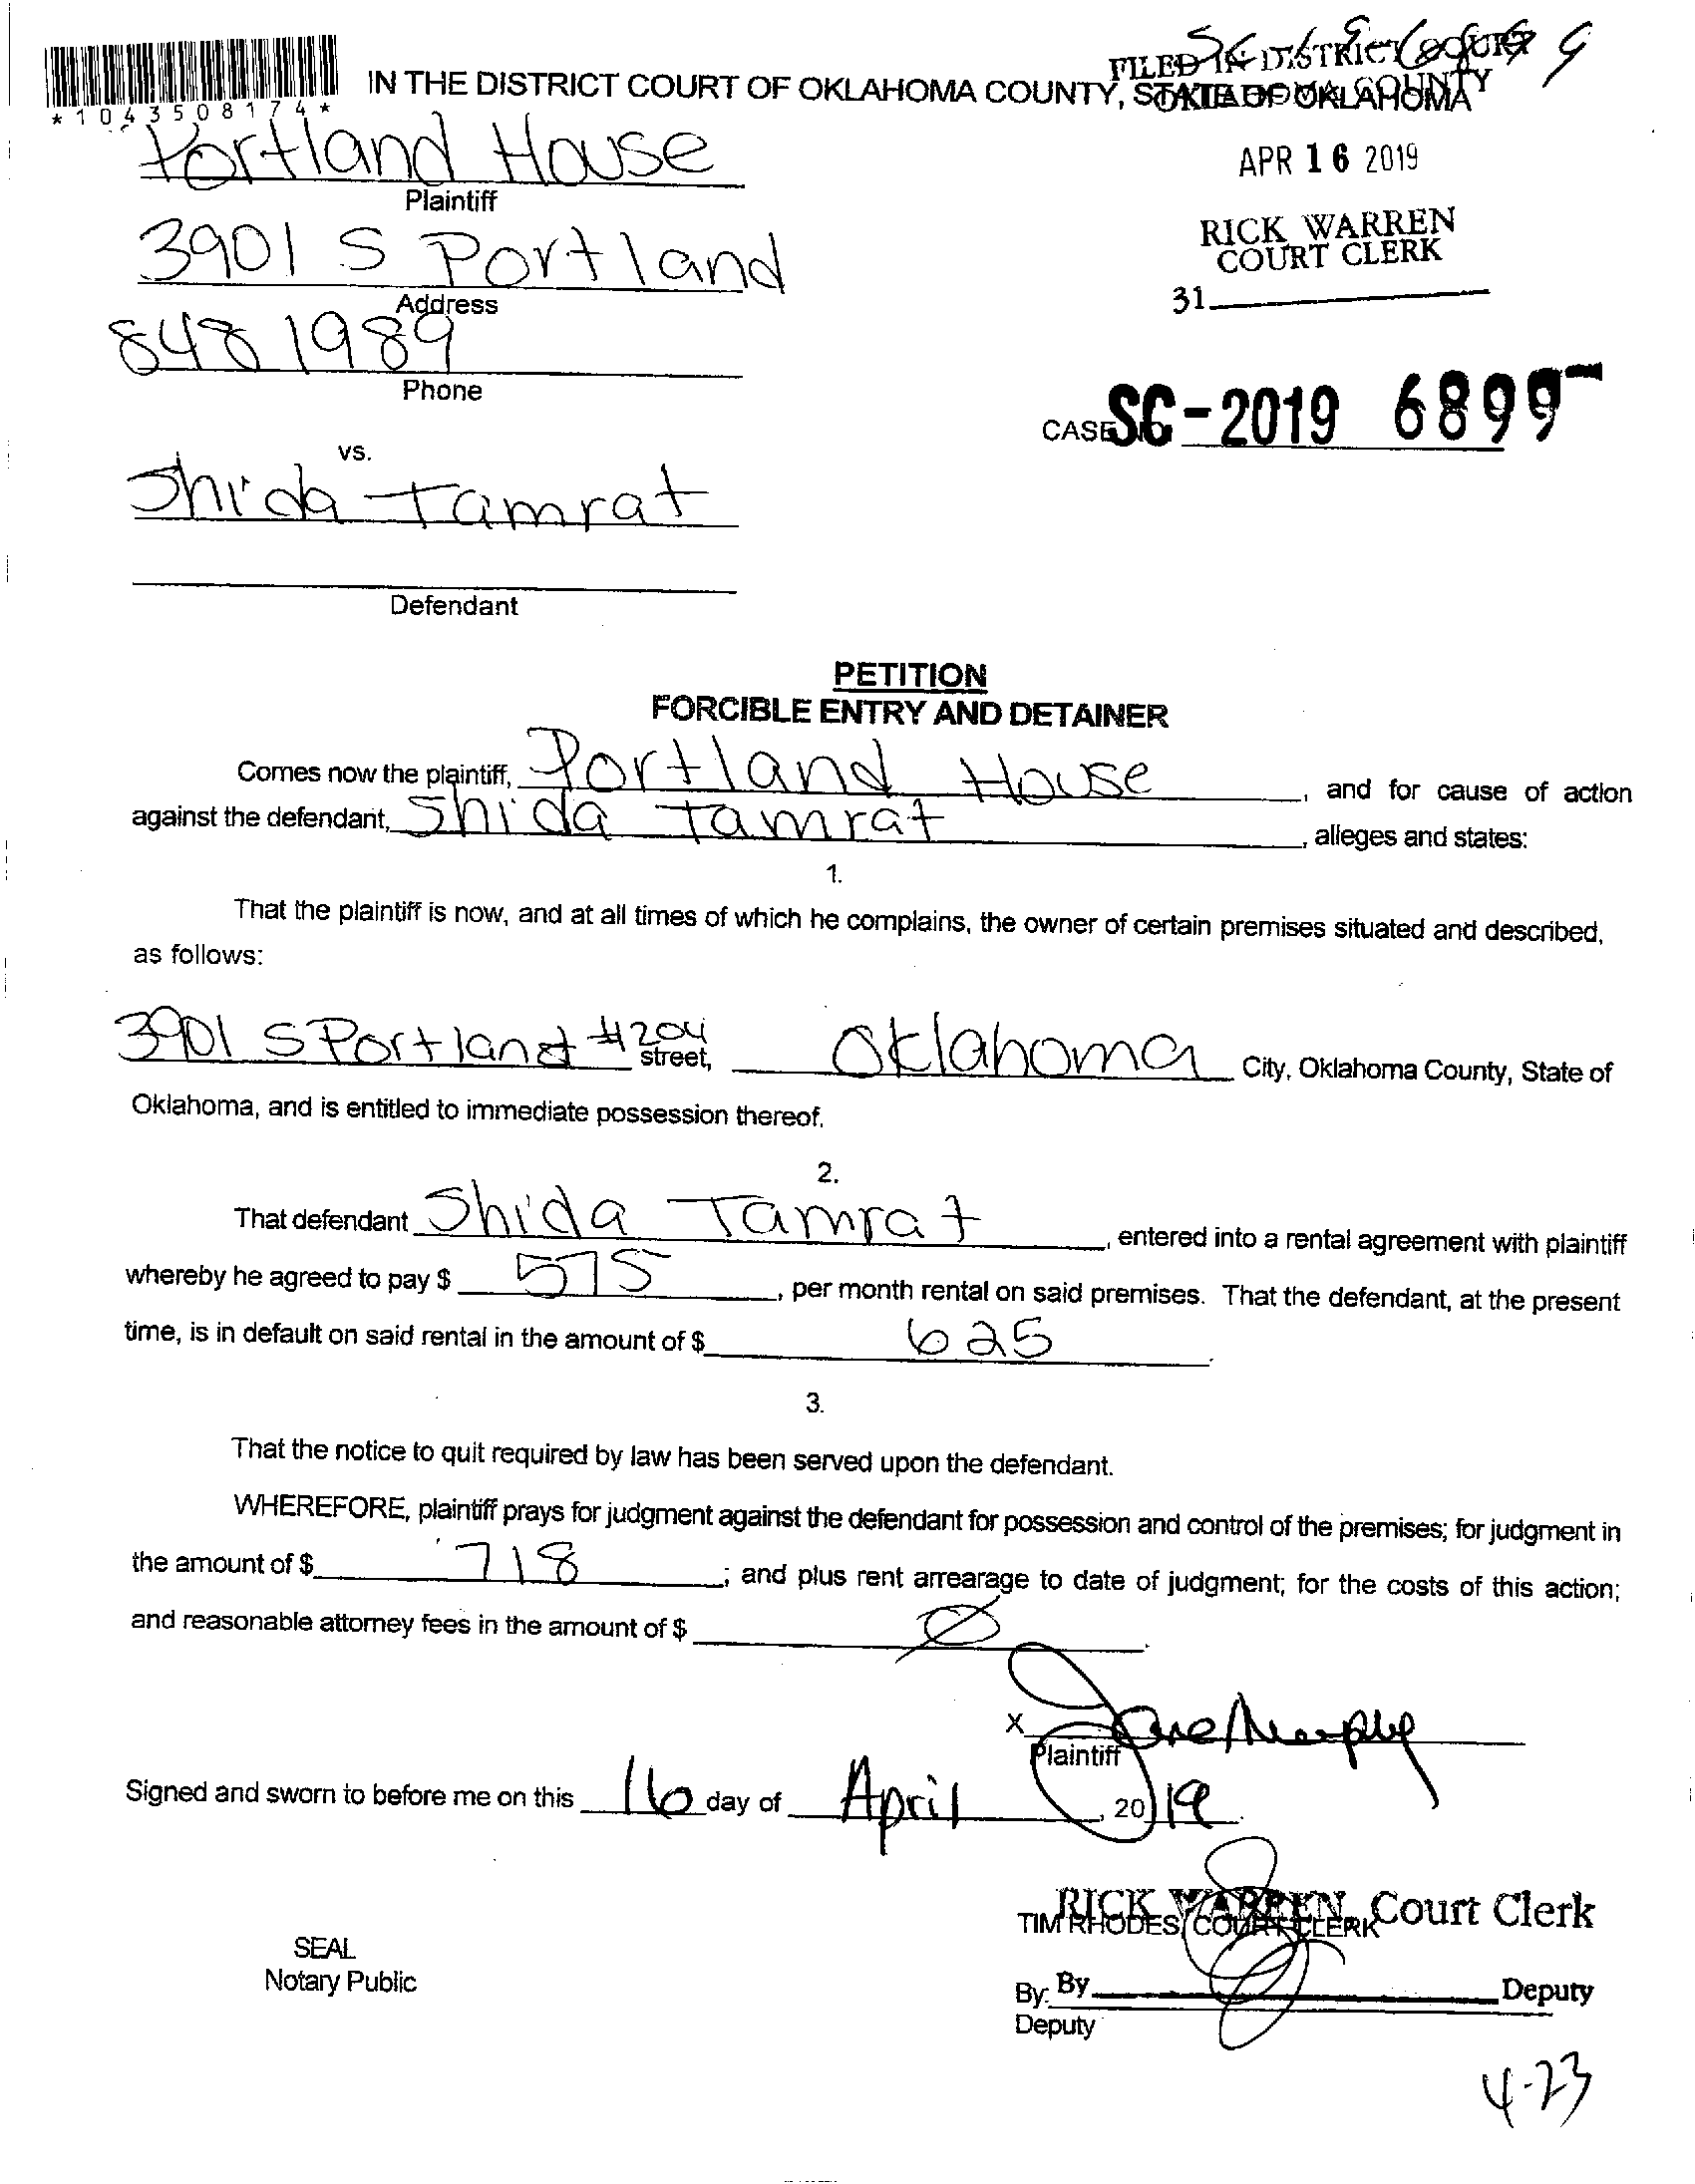 *1043508174*
IN THE DISTRICT COURT OF OKLAHOMA COUNTY, STATE OF OKLAHOMA
FILED IN DISTRICT COURT
OKLAHOMA COUNTY
APR 16 2019
RICK WARREN
COURT CLERK
31
Portland House
Plaintiff
3901 S Portland
Address
848 1989
Phone
CASE NO. SC-2019 6899
vs.
Shida Tamrat
Defendant
PETITION
FORCIBLE ENTRY AND DETAINER
Comes now the plaintiff, Portland House, and for cause of action
against the defendant, Shida Tamrat, alleges and states:
1.
That the plaintiff is now, and at all times of which he complains, the owner of certain premises situated and described,
as follows:
3901 S Portland #204 street, Oklahoma City, Oklahoma County, State of
Oklahoma, and is entitled to immediate possession thereof.
2.
That defendant Shida Tamrat, entered into a rental agreement with plaintiff
whereby he agreed to pay $ 575, per month rental on said premises. That the defendant, at the present
time, is in default on said rental in the amount of $ 625.
3.
That the notice to quit required by law has been served upon the defendant.
WHEREFORE, plaintiff prays for judgment against the defendant for possession and control of the premises; for judgment in
the amount of $ 718; and plus rent arrearage to date of judgment; for the costs of this action;
and reasonable attorney fees in the amount of $ Ø.
X Jane Murphy
Plaintiff
Signed and sworn to before me on this 16 day of April, 2019.
RICK WARREN, Court Clerk
TIM RHODES, COURT CLERK
SEAL
Notary Public
By: By Deputy
Deputy
4-23